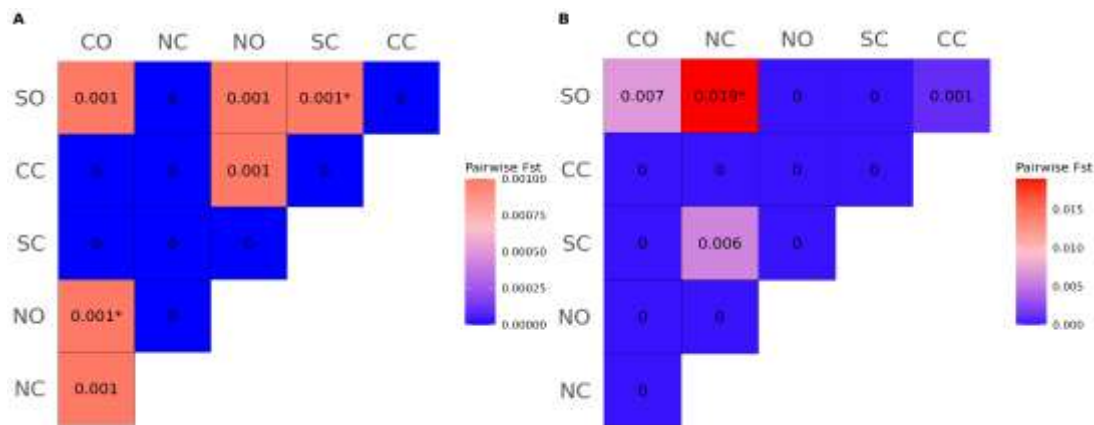 A
CO NC NO SC CC
SO 0.001 0 0.001 0.001* 0
CC 0 0 0.001 0
SC 0 0 0
NO 0.001* 0
NC 0.001
Pairwise Fst
0.00100
0.00075
0.00050
0.00025
0.00000
B
CO NC NO SC CC
SO 0.007 0.019* 0 0 0.001
CC 0 0 0 0
SC 0 0.006 0
NO 0 0
NC 0
Pairwise Fst
0.015
0.010
0.005
0.000